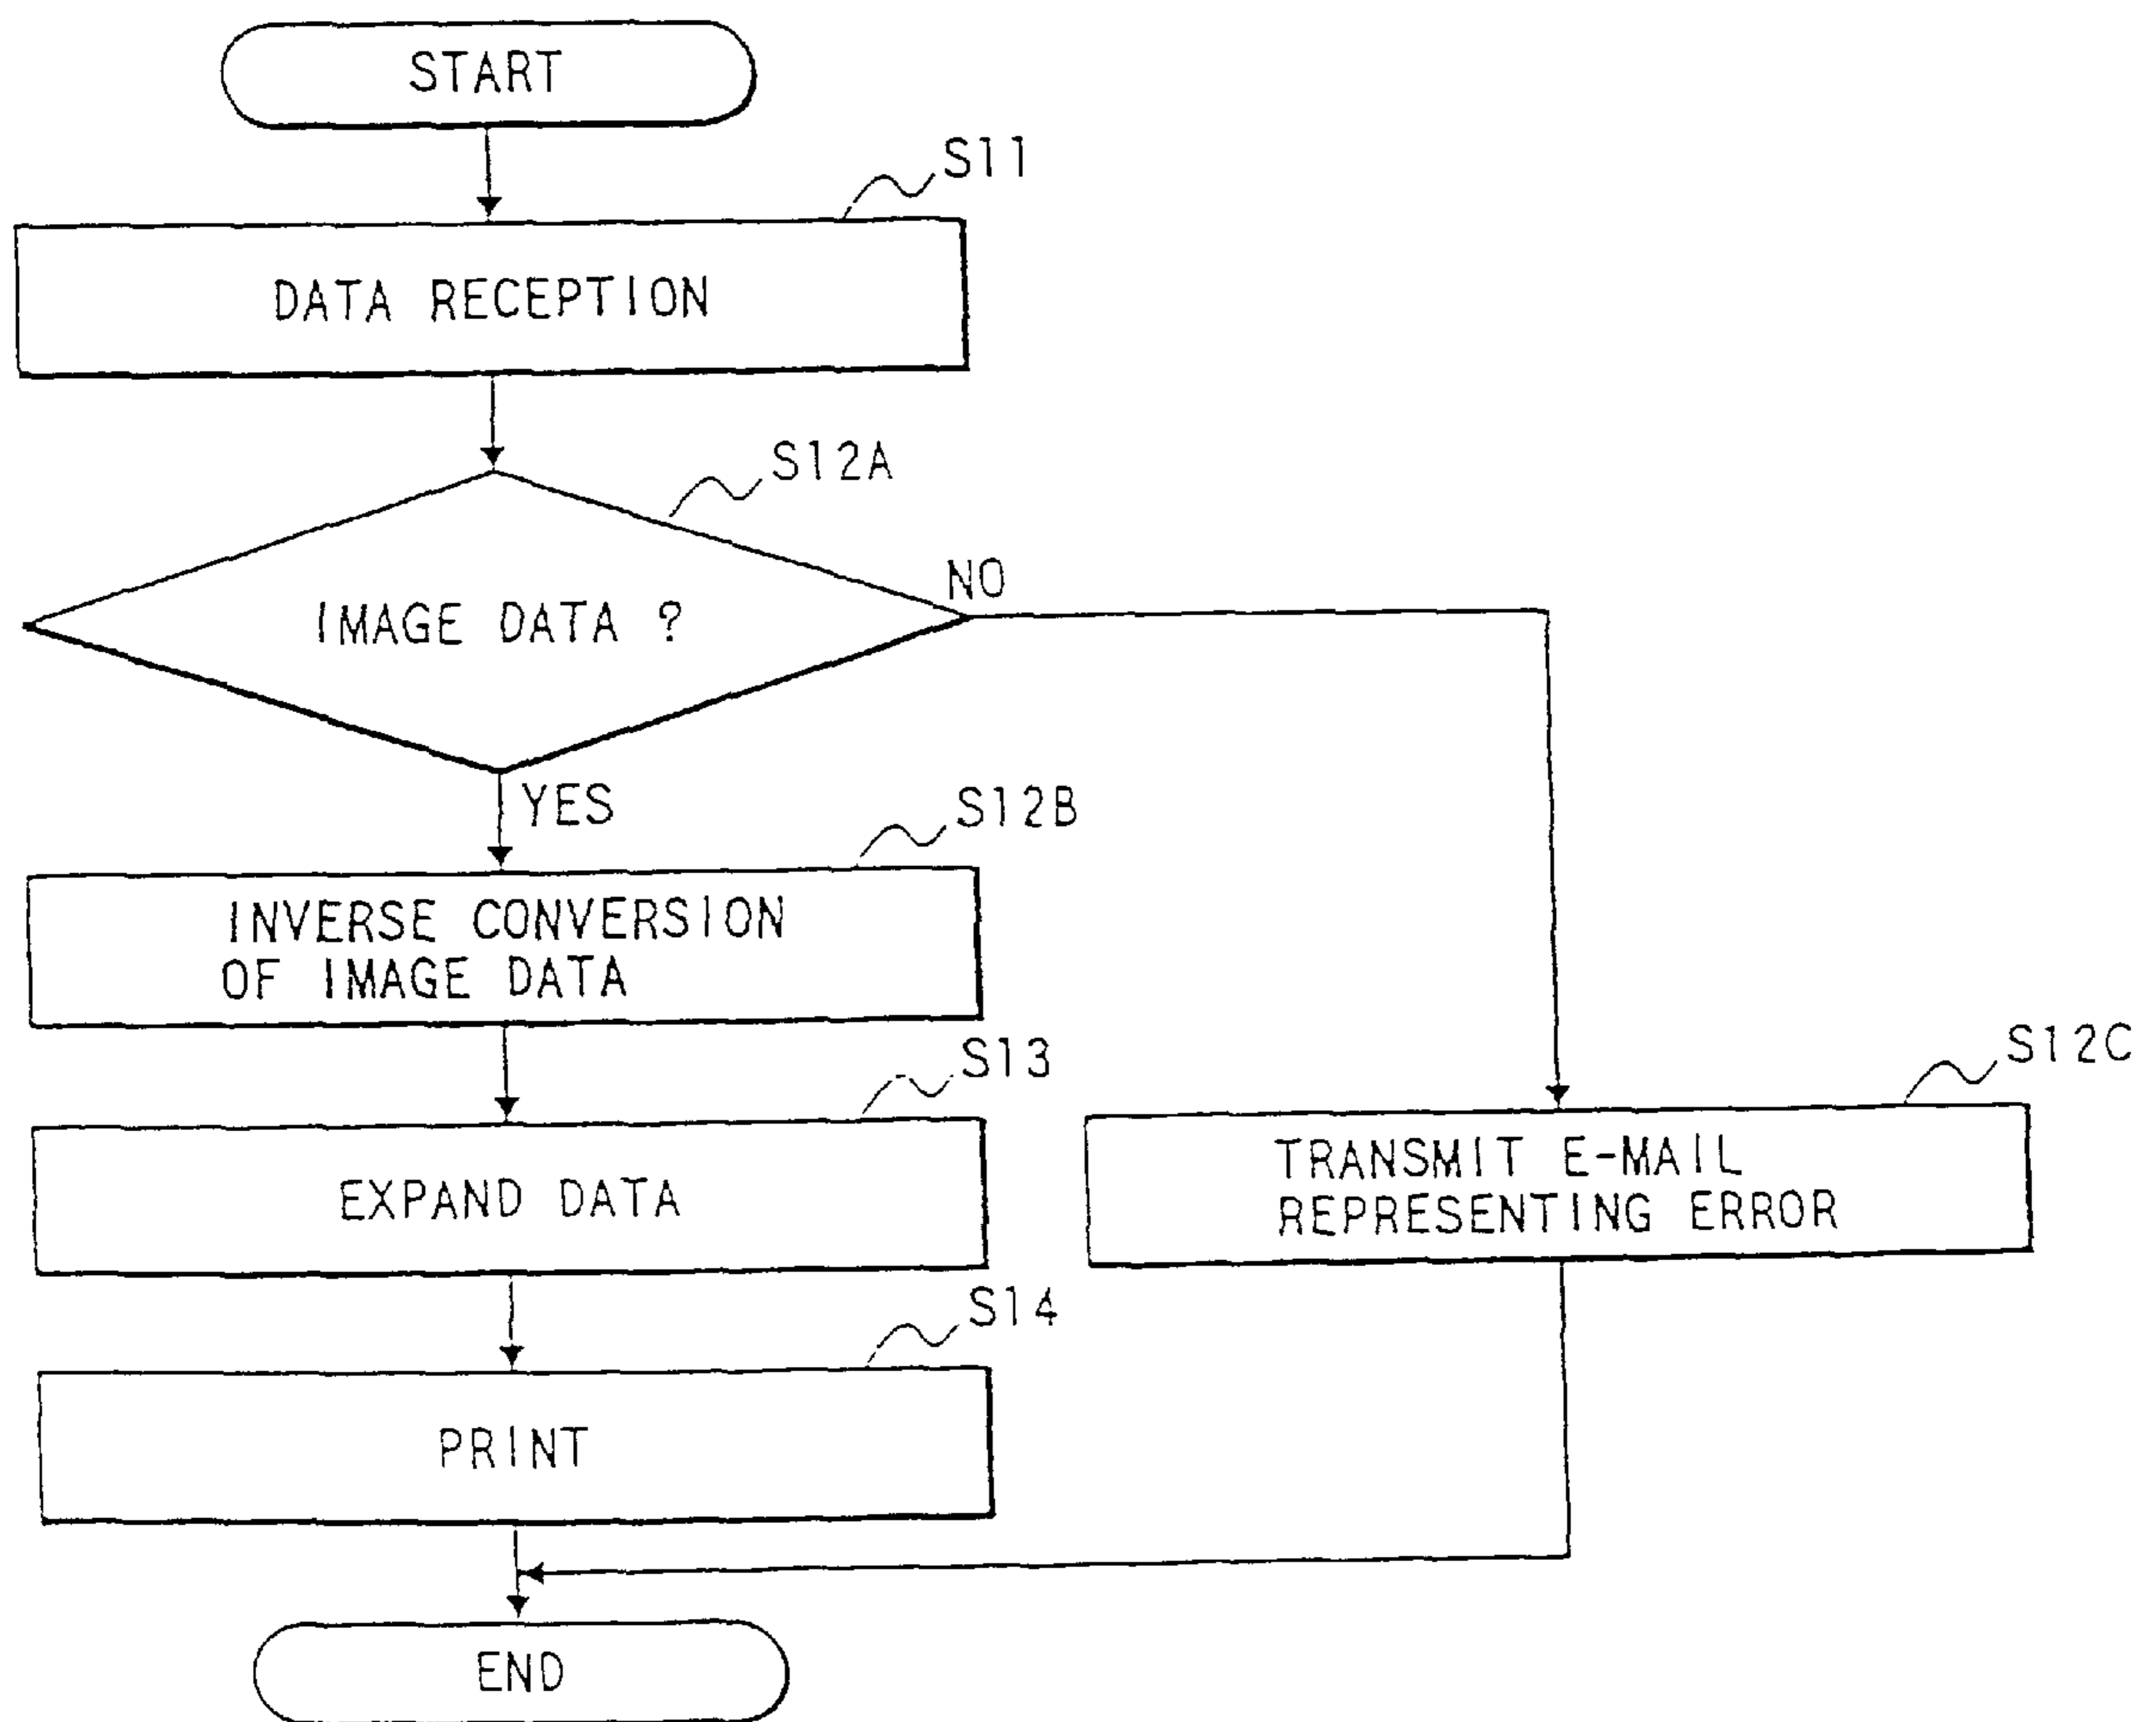 START
S11
DATA RECEPTION
S12A
IMAGE DATA ?
NO
YES
S12B
INVERSE CONVERSION
OF IMAGE DATA
S13
EXPAND DATA
S12C
TRANSMIT E-MAIL
REPRESENTING ERROR
S14
PRINT
END